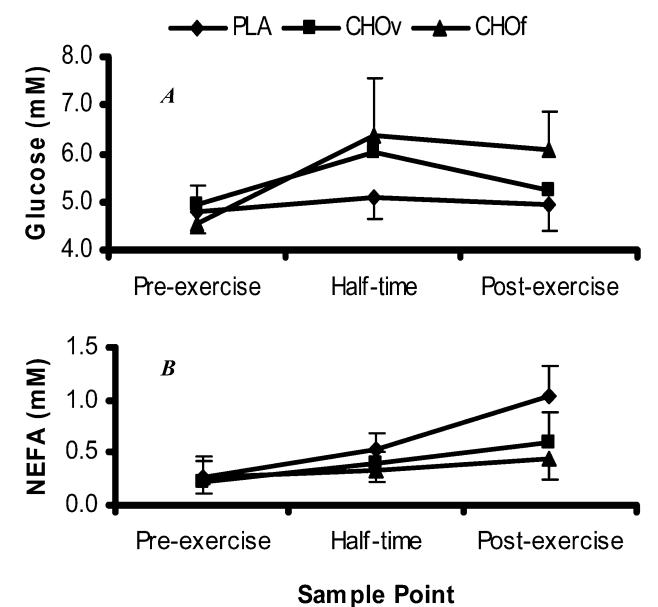 PLA CHOv CHOf
8.0
7.0
6.0
5.0
4.0
Glucose (mM)
A
Pre-exercise Half-time Post-exercise
1.5
1.0
0.5
0.0
NEFA (mM)
B
Pre-exercise Half-time Post-exercise
Sample Point